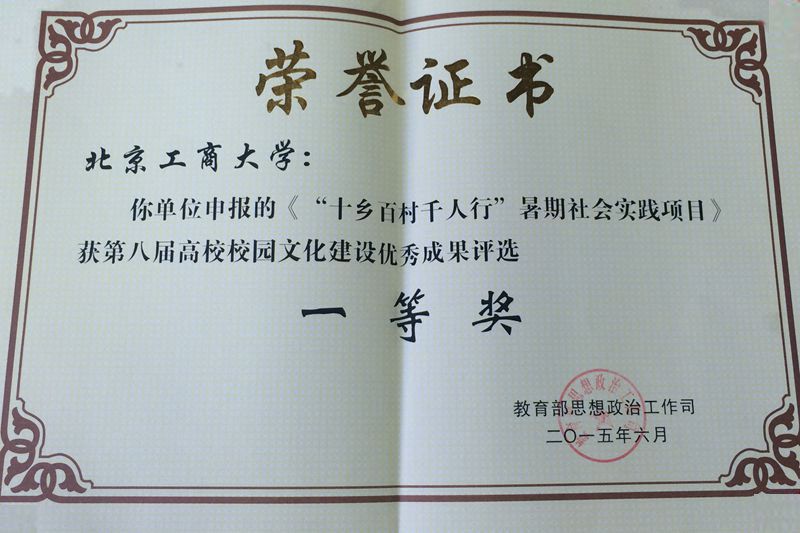 荣誉证书
北京工商大学：
你单位申报的《“十乡百村千人行”暑期社会实践项目》
获第八届高校校园文化建设优秀成果评选
一等奖
教育部思想政治工作司
二〇一五年六月